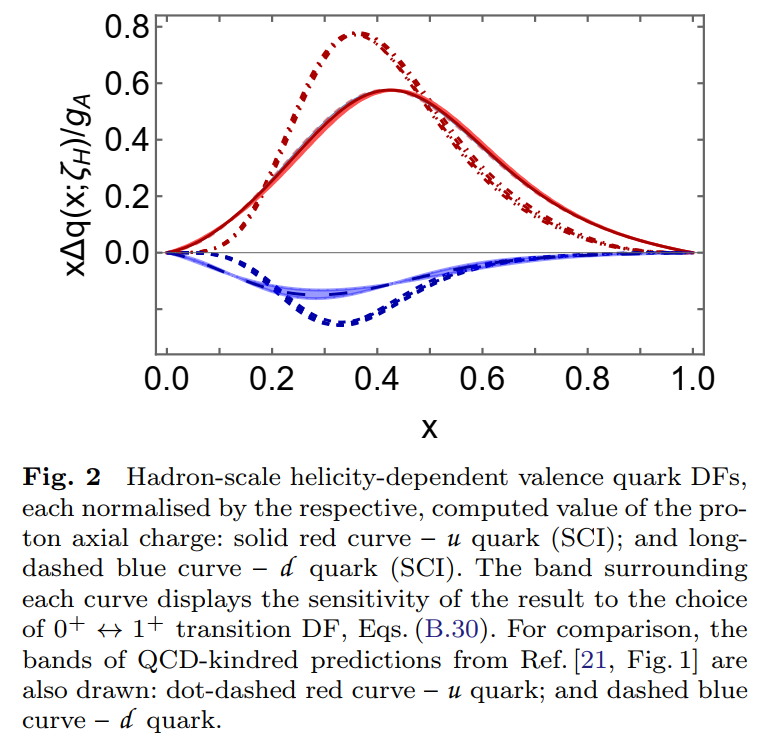 0.8
0.6
0.4
0.2
0.0
xΔq(x;ζH)/gA
0.0 0.2 0.4 0.6 0.8 1.0
x
Fig. 2 Hadron-scale helicity-dependent valence quark DFs,
each normalised by the respective, computed value of the pro-
ton axial charge: solid red curve – u quark (SCI); and long-
dashed blue curve – d quark (SCI). The band surrounding
each curve displays the sensitivity of the result to the choice
of 0⁺ ↔ 1⁺ transition DF, Eqs. (B.30). For comparison, the
bands of QCD-kindred predictions from Ref. [21, Fig. 1] are
also drawn: dot-dashed red curve – u quark; and dashed blue
curve – d quark.